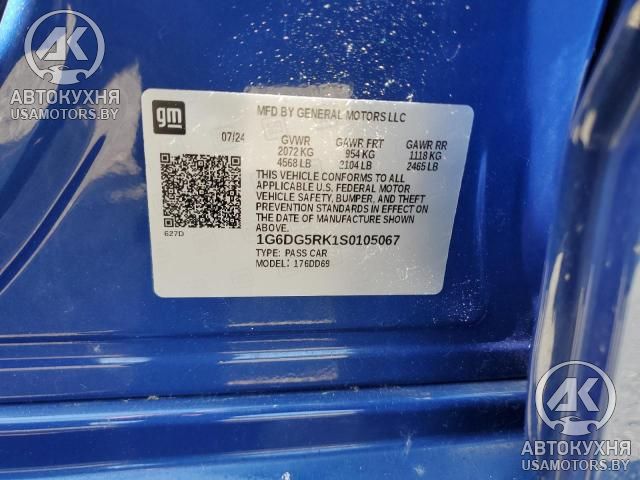 AK
АВТОКУХНЯ
USAMOTORS.BY
gm
MFD BY GENERAL MOTORS LLC
07/24 GVWR GAWR FRT GAWR RR
2072 KG 954 KG 1118 KG
4568 LB 2104 LB 2465 LB
THIS VEHICLE CONFORMS TO ALL
APPLICABLE U.S. FEDERAL MOTOR
VEHICLE SAFETY, BUMPER, AND THEFT
PREVENTION STANDARDS IN EFFECT ON
THE DATE OF MANUFACTURE SHOWN
ABOVE.
627D
1G6DG5RK1S0105067
TYPE: PASS CAR
MODEL: 176DD69
AK
АВТОКУХНЯ
USAMOTORS.BY